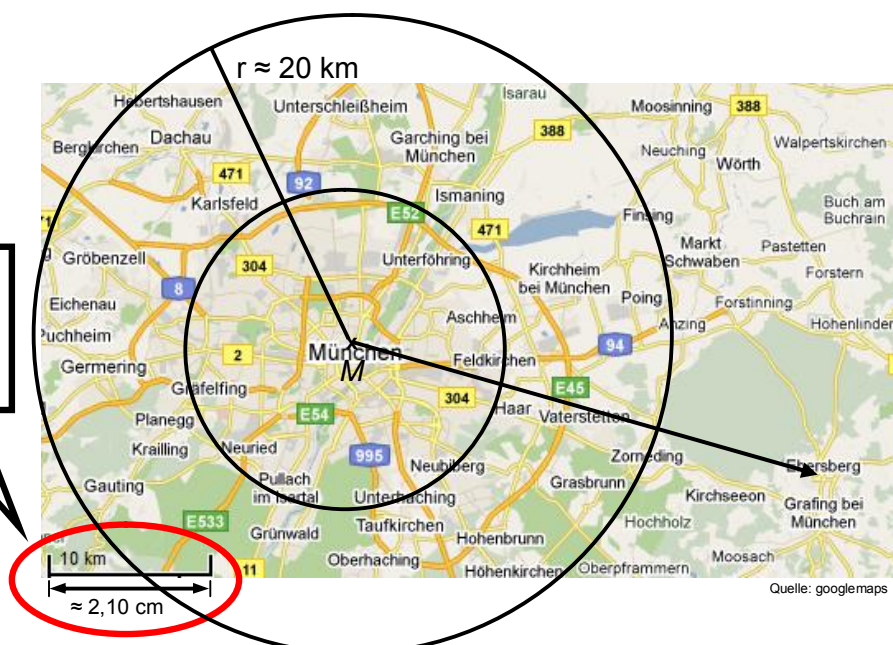 r ≈ 20 km
Isarau
Hebertshausen
Unterschleißheim
Moosinning
388
Dachau
Garching bei
München
388
Bergkirchen
Neuching
Walpertskirchen
Wörth
471
92
Karlsfeld
Ismaning
Buch am
Buchrain
E52
471
Finsing
Gröbenzell
304
Unterföhring
Markt
Schwaben
Pastetten
Kirchheim
bei München
Forstern
8
Eichenau
Poing
Forstinning
Aschheim
Anzing
Hohenlinden
Puchheim
94
2
München
M
Feldkirchen
Germering
Gräfelfing
E45
304
Haar
Vaterstetten
Planegg
E54
Krailling
Neuried
995
Neubiberg
Zorneding
Ebersberg
Gauting
Pullach
im Isartal
Unterhaching
Grasbrunn
Kirchseeon
Grafing bei
München
E533
Grünwald
Taufkirchen
Hochholz
Hohenbrunn
10 km
11
Oberhaching
Höhenkirchen
Oberpframmern
Moosach
≈ 2,10 cm
Quelle: googlemaps